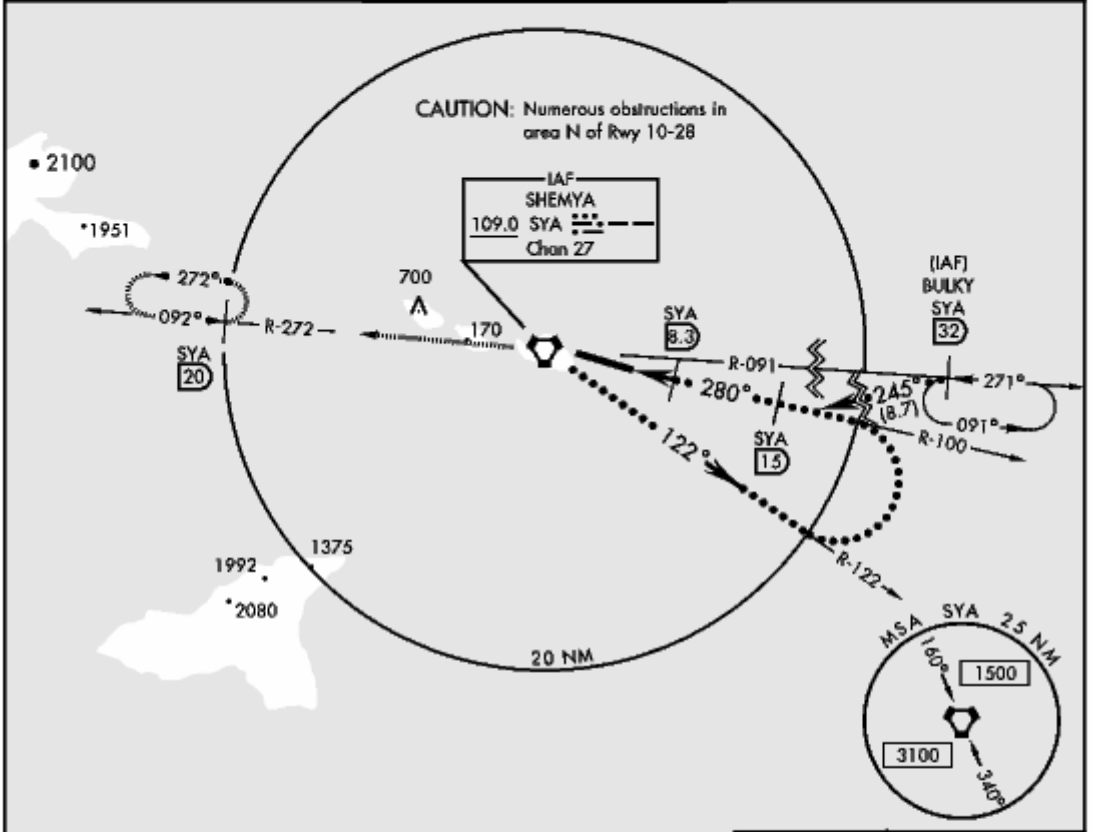 CAUTION: Numerous obstructions in
area N of Rwy 10-28
2100
1951
IAF
SHEMYA
109.0 SYA
Chan 27
272°
092°
R-272
SYA
20
700
170
SYA
8.3
(IAF)
BULKY
SYA
32
R-091
271°
091°
245°
(8.7)
280°
R-100
SYA
15
122°
R-122
1375
1992
2080
20 NM
MSA SYA 25 NM
160°
1500
3100
340°